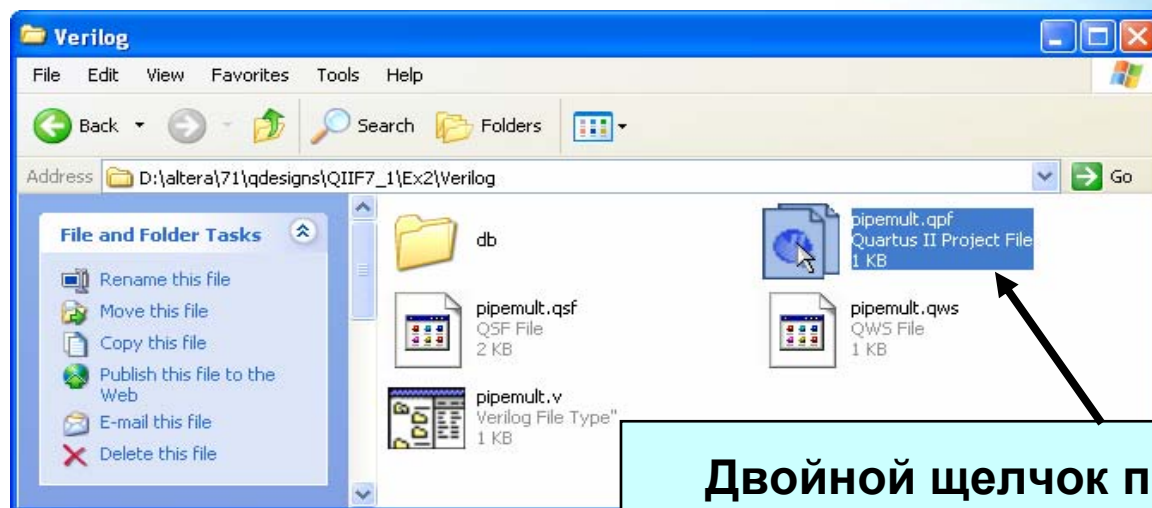 Verilog
File Edit View Favorites Tools Help
Back Search Folders
Address D:\altera\71\qdesigns\QIIF7_1\Ex2\Verilog Go
File and Folder Tasks
Rename this file
Move this file
Copy this file
Publish this file to the
Web
E-mail this file
Delete this file
db
pipemult.qpf
Quartus II Project File
1 KB
pipemult.qsf
QSF File
2 KB
pipemult.qws
QWS File
1 KB
pipemult.v
Verilog File Type"
1 KB
Двойной щелчок п